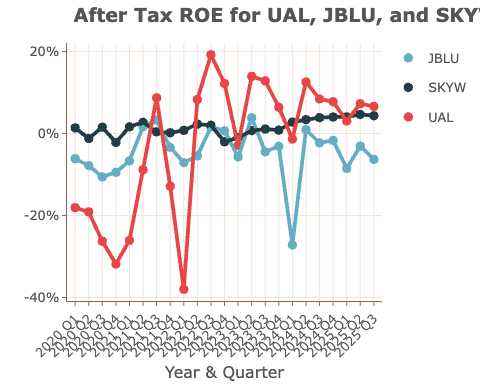 After Tax ROE for UAL, JBLU, and SKYW
20%
0%
-20%
-40%
JBLU
SKYW
UAL
2020 Q1
2020 Q2
2020 Q3
2020 Q4
2021 Q1
2021 Q2
2021 Q3
2021 Q4
2022 Q1
2022 Q2
2022 Q3
2022 Q4
2023 Q1
2023 Q2
2023 Q3
2023 Q4
2024 Q1
2024 Q2
2024 Q3
2024 Q4
2025 Q1
2025 Q2
2025 Q3
Year & Quarter